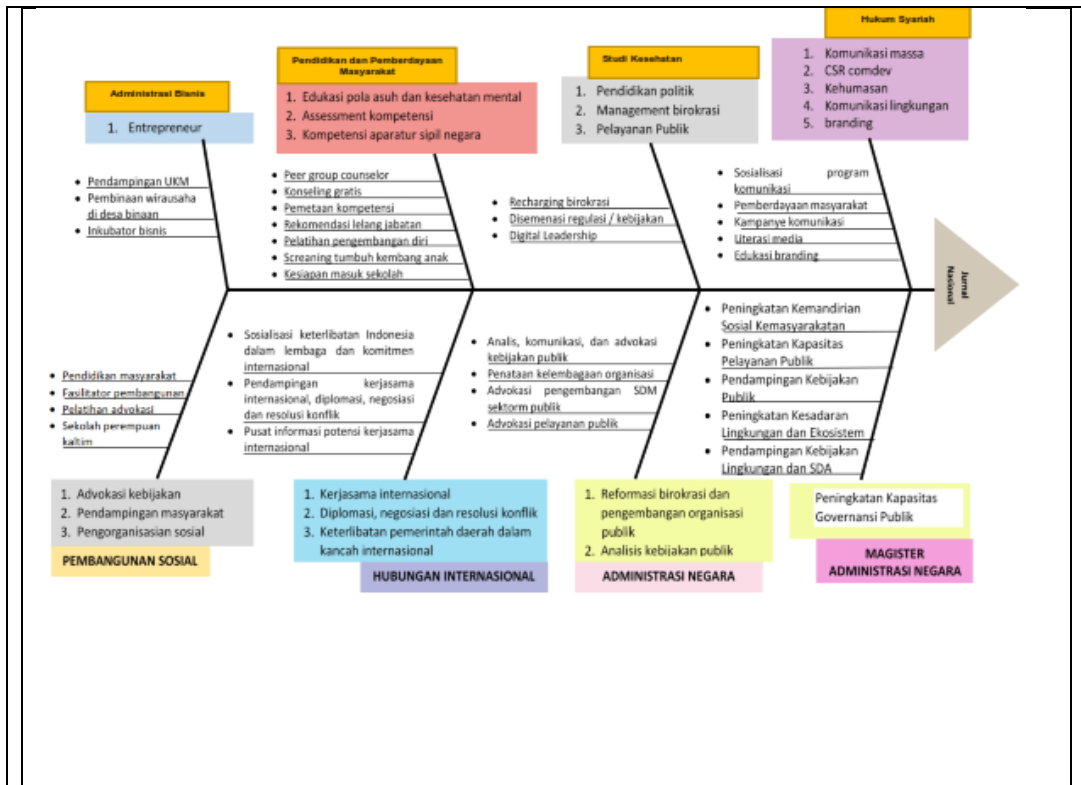 Hukum Syariah
1. Komunikasi massa
2. CSR comdev
3. Kehumasan
4. Komunikasi lingkungan
5. branding
Pendidikan dan Pemberdayaan
Masyarakat
1. Edukasi pola asuh dan kesehatan mental
2. Assessment kompetensi
3. Kompetensi aparatur sipil negara
Studi Kesehatan
1. Pendidikan politik
2. Management birokrasi
3. Pelayanan Publik
Administrasi Bisnis
1. Entrepreneur
• Pendampingan UKM
• Pembinaan wirausaha
di desa binaan
• Inkubator bisnis
• Peer group counselor
• Konseling gratis
• Pemetaan kompetensi
• Rekomendasi lelang jabatan
• Pelatihan pengembangan diri
• Screaning tumbuh kembang anak
• Kesiapan masuk sekolah
• Recharging birokrasi
• Disemenasi regulasi / kebijakan
• Digital Leadership
• Sosialisasi program
komunikasi
• Pemberdayaan masyarakat
• Kampanye komunikasi
• Literasi media
• Edukasi branding
Jurnal
Nasional
• Pendidikan masyarakat
• Fasilitator pembangunan
• Pelatihan advokasi
• Sekolah perempuan
kaltim
• Sosialisasi keterlibatan Indonesia
dalam lembaga dan komitmen
internasional
• Pendampingan kerjasama
internasional, diplomasi, negosiasi
dan resolusi konflik
• Pusat informasi potensi kerjasama
internasional
• Analis, komunikasi, dan advokasi
kebijakan publik
• Penataan kelembagaan organisasi
• Advokasi pengembangan SDM
sektorm publik
• Advokasi pelayanan publik
• Peningkatan Kemandirian
Sosial Kemasyarakatan
• Peningkatan Kapasitas
Pelayanan Publik
• Pendampingan Kebijakan
Publik
• Peningkatan Kesadaran
Lingkungan dan Ekosistem
• Pendampingan Kebijakan
Lingkungan dan SDA
1. Advokasi kebijakan
2. Pendampingan masyarakat
3. Pengorganisasian sosial
PEMBANGUNAN SOSIAL
1. Kerjasama internasional
2. Diplomasi, negosiasi dan resolusi konflik
3. Keterlibatan pemerintah daerah dalam
kancah internasional
HUBUNGAN INTERNASIONAL
1. Reformasi birokrasi dan
pengembangan organisasi
publik
2. Analisis kebijakan publik
ADMINISTRASI NEGARA
Peningkatan Kapasitas
Governansi Publik
MAGISTER
ADMINISTRASI NEGARA